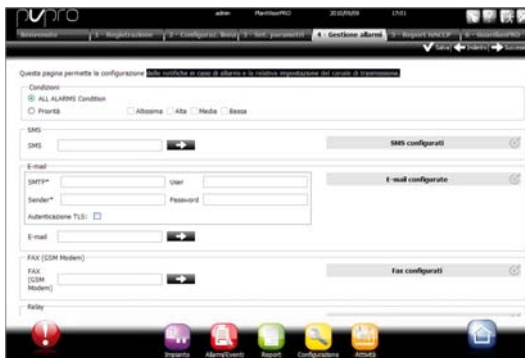 pvpro admin PlantVisorPRO 2010/09/09 17:01
Benvenuto 1 - Registrazione 2 - Configuraz. linea 3 - Set. parametri 4 - Gestione allarmi 5 - Report HACCP 6 - GuardianPRO
Salva Indietro
Questa pagina permette la configurazione delle notifiche in caso di allarme e la relativa impostazione del canale di trasmissione.
Condizioni
ALL ALARMS Condition
Priorità Altissima Alta Media Bassa
SMS
SMS SMS configurati
E-mail
SMTP* User E-mail configurate
Sender* Password
Autenticazione TLS:
E-mail
FAX (GSM Modem)
FAX (GSM Modem) Fax configurati
Relay
Impianto Allarmi/Eventi Report Configurazione Attività